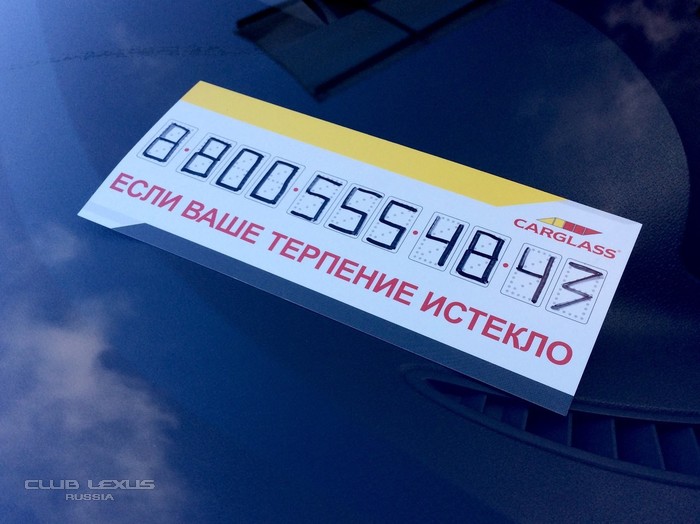 8·800·555·48·43
CARGLASS®
ЕСЛИ ВАШЕ ТЕРПЕНИЕ ИСТЕКЛО
CLUB LEXUS
RUSSIA